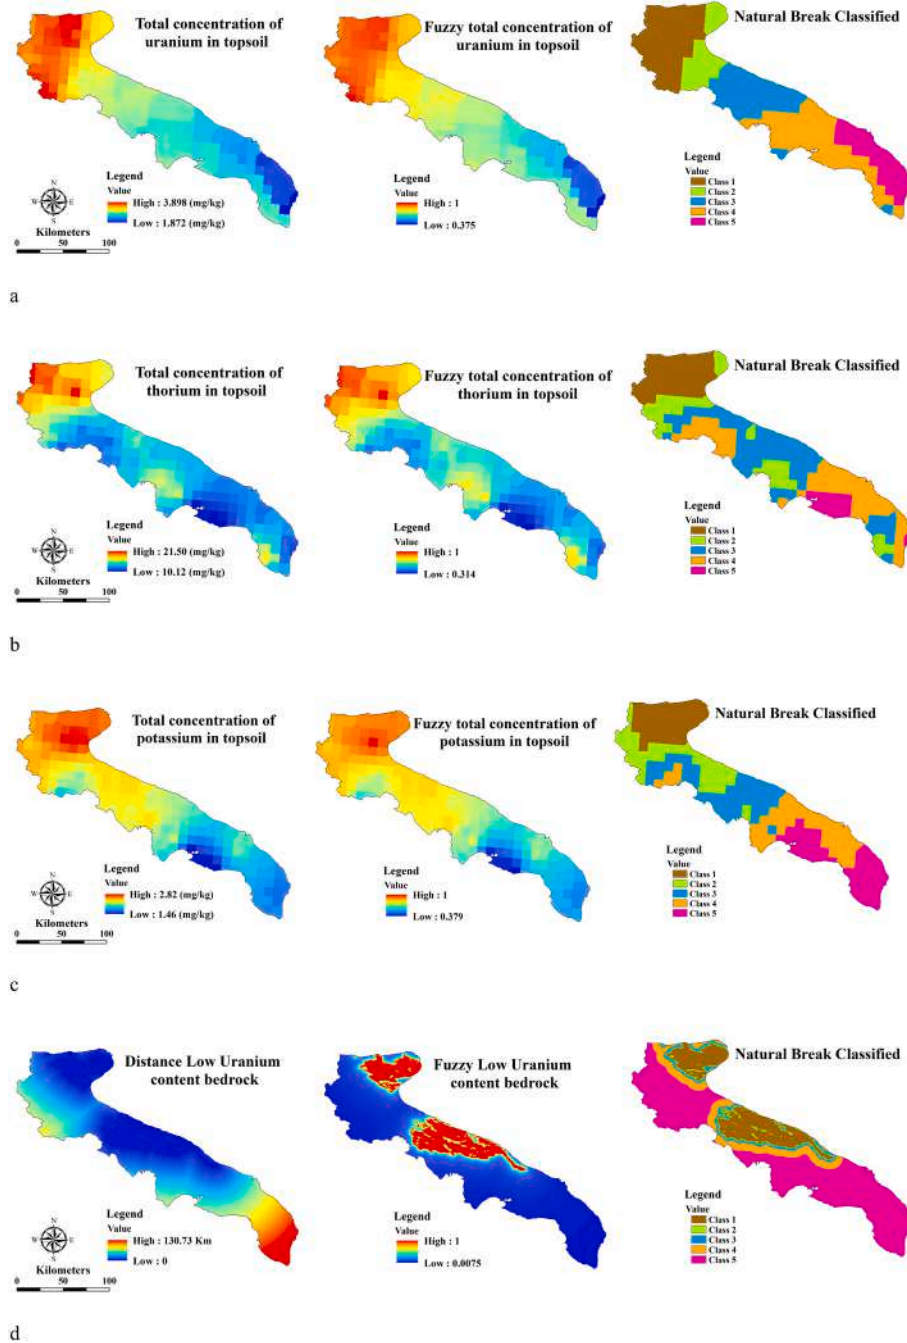 Total concentration of
uranium in topsoil
Fuzzy total concentration of
uranium in topsoil
Natural Break Classified
N
W E
S
Kilometers
0 50 100
Legend
Value
High : 3.898 (mg/kg)
Low : 1.872 (mg/kg)
Legend
Value
High : 1
Low : 0.375
Legend
Value
Class 1
Class 2
Class 3
Class 4
Class 5
a
Total concentration of
thorium in topsoil
Fuzzy total concentration of
thorium in topsoil
Natural Break Classified
N
W E
S
Kilometers
0 50 100
Legend
Value
High : 21.50 (mg/kg)
Low : 10.12 (mg/kg)
Legend
Value
High : 1
Low : 0.314
Legend
Value
Class 1
Class 2
Class 3
Class 4
Class 5
b
Total concentration of
potassium in topsoil
Fuzzy total concentration of
potassium in topsoil
Natural Break Classified
N
W E
S
Kilometers
0 50 100
Legend
Value
High : 2.82 (mg/kg)
Low : 1.46 (mg/kg)
Legend
Value
High : 1
Low : 0.379
Legend
Value
Class 1
Class 2
Class 3
Class 4
Class 5
c
Distance Low Uranium
content bedrock
Fuzzy Low Uranium
content bedrock
Natural Break Classified
N
W E
S
Kilometers
0 50 100
Legend
Value
High : 130.73 Km
Low : 0
Legend
Value
High : 1
Low : 0.0075
Legend
Value
Class 1
Class 2
Class 3
Class 4
Class 5
d